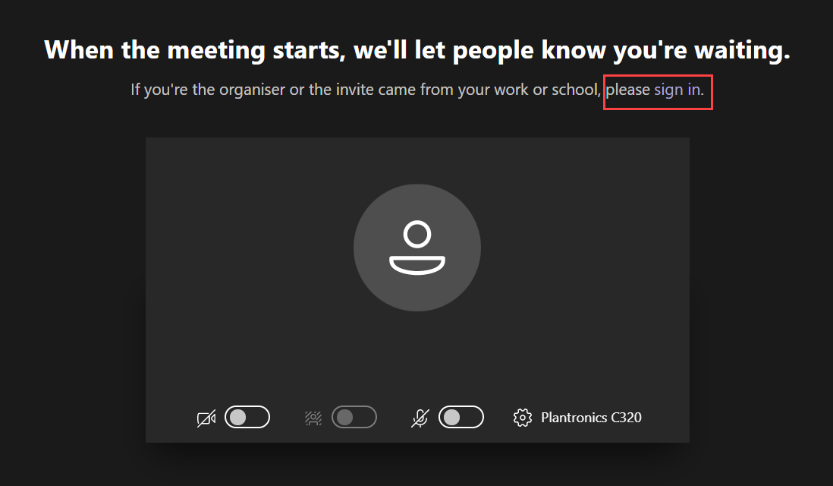 When the meeting starts, we'll let people know you're waiting.
If you're the organiser or the invite came from your work or school, please sign in.
Plantronics C320